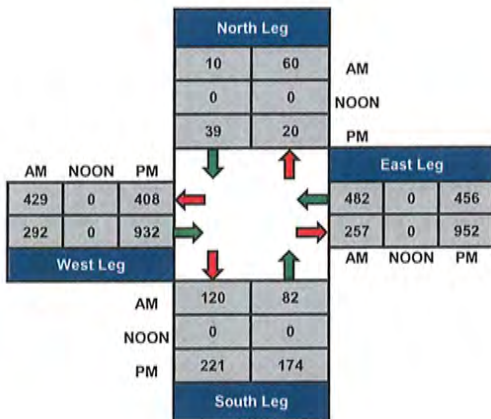 North Leg
10 60 AM
0 0 NOON
39 20 PM
AM NOON PM
East Leg
429 0 408
482 0 456
292 0 932
257 0 952
West Leg
AM NOON PM
AM 120 82
NOON 0 0
PM 221 174
South Leg